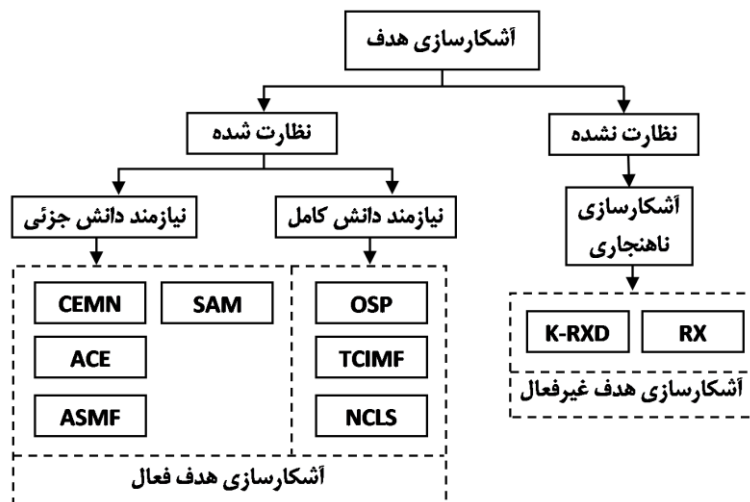 آشکارسازی هدف
نظارت نشده
نظارت شده
آشکارسازی
ناهنجاری
نیازمند دانش کامل
نیازمند دانش جزئی
RX
K-RXD
آشکارسازی هدف غیرفعال
OSP
TCIMF
NCLS
SAM
CEMN
ACE
ASMF
آشکارسازی هدف فعال